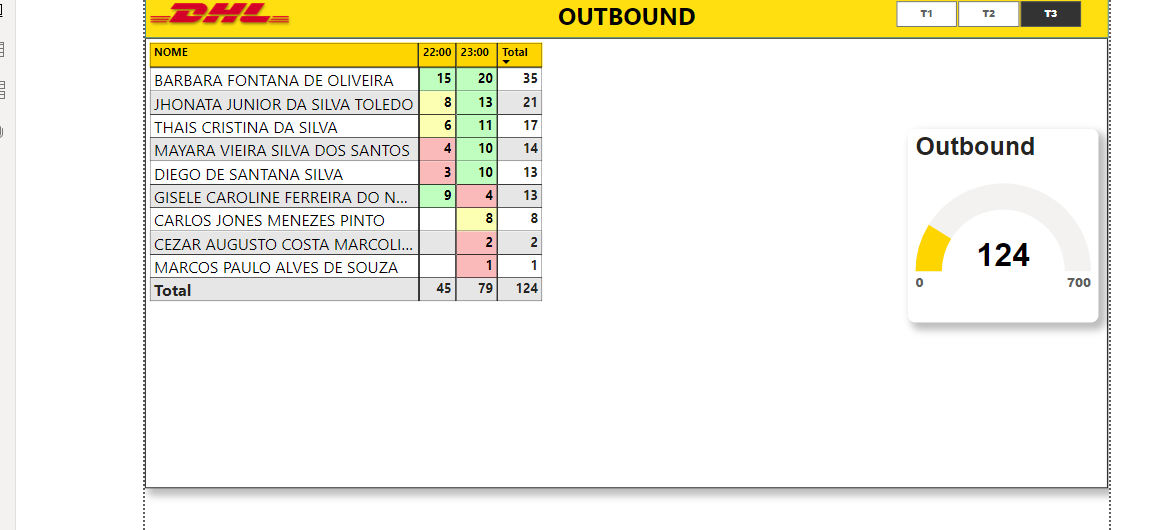 DHL OUTBOUND T1 T2 T3
NOME 22:00 23:00 Total
BARBARA FONTANA DE OLIVEIRA 15 20 35
JHONATA JUNIOR DA SILVA TOLEDO 8 13 21
THAIS CRISTINA DA SILVA 6 11 17
MAYARA VIEIRA SILVA DOS SANTOS 4 10 14
DIEGO DE SANTANA SILVA 3 10 13
GISELE CAROLINE FERREIRA DO N... 9 4 13
CARLOS JONES MENEZES PINTO 8 8
CEZAR AUGUSTO COSTA MARCOLI... 2 2
MARCOS PAULO ALVES DE SOUZA 1 1
Total 45 79 124
Outbound
124
0 700